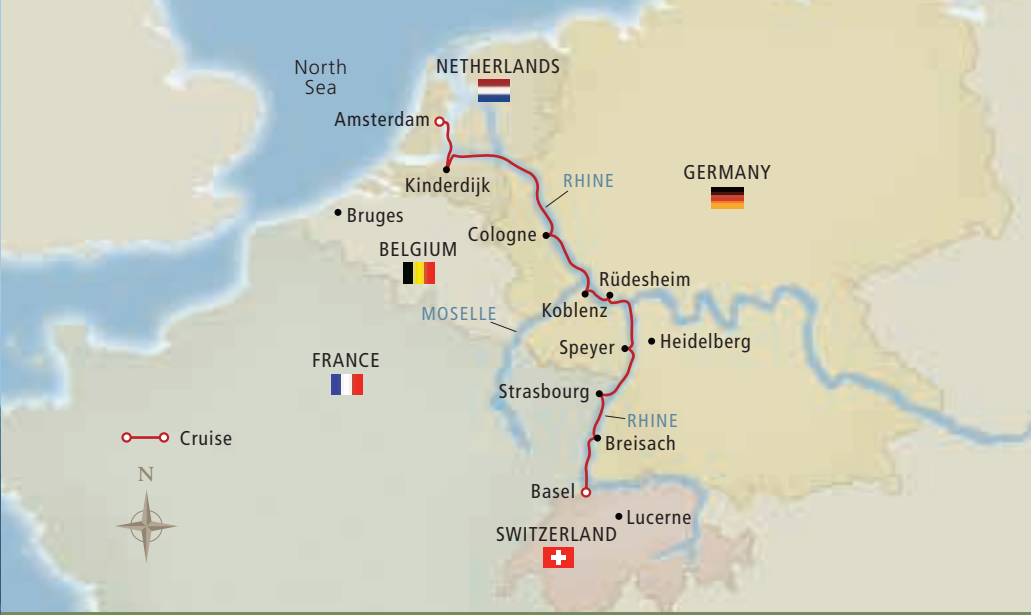 North
Sea
NETHERLANDS
Amsterdam
Kinderdijk
RHINE
GERMANY
Bruges
Cologne
BELGIUM
Rüdesheim
Koblenz
MOSELLE
Heidelberg
Speyer
FRANCE
Strasbourg
RHINE
Cruise
Breisach
N
Basel
Lucerne
SWITZERLAND